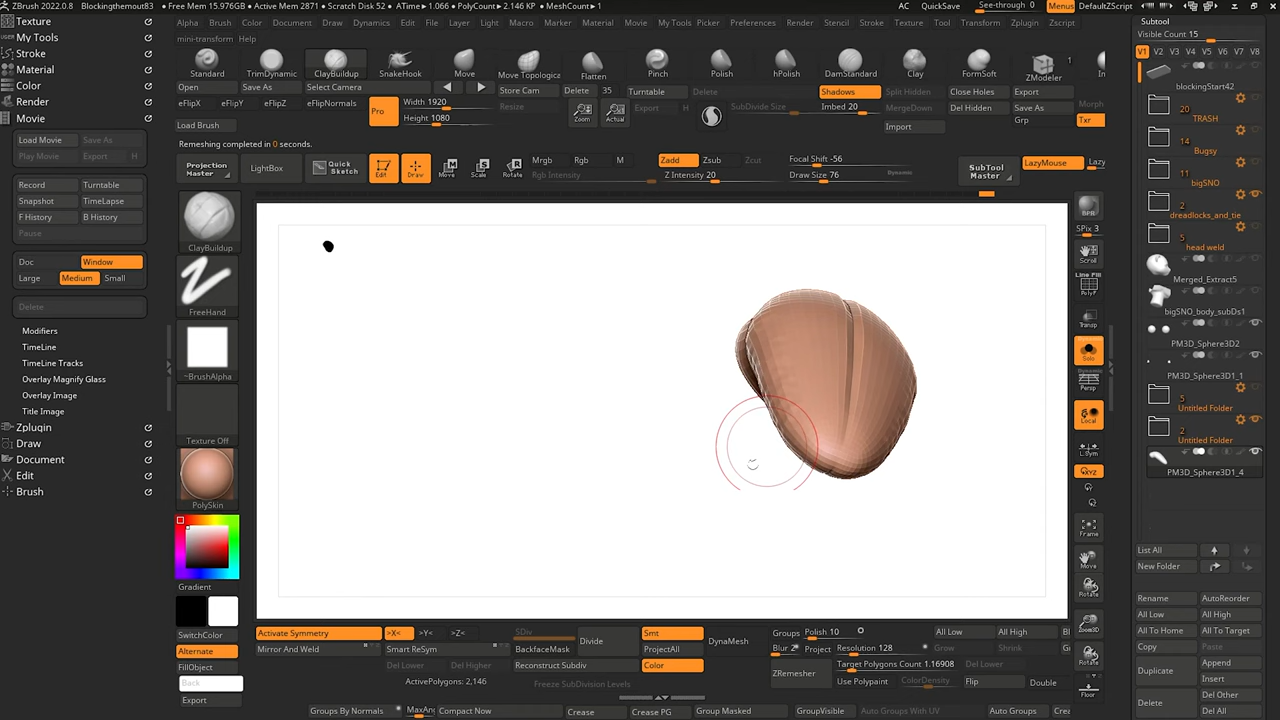 ZBrush 2022.0.8 Blockingthemout83 • Free Mem 15.976GB • Active Mem 2871 • Scratch Disk 52 • ATime▸1.066 • PolyCount▸2.146 KP • MeshCount▸1 AC QuickSave See-through 0 Menus DefaultZScript
Alpha Brush Color Document Draw Dynamics Edit File Layer Light Macro Marker Material Movie My Tools Picker Preferences Render Stencil Stroke Texture Tool Transform Zplugin Zscript
mini-transform Help
Standard TrimDynamic ClayBuildup SnakeHook Move Move Topologica Flatten Pinch Polish hPolish DamStandard Clay FormSoft ZModeler 1 In
Open Save As Select Camera Store Cam Delete 35 Turntable Delete Shadows Split Hidden Close Holes Export
eFlipX eFlipY eFlipZ eFlipNormals Pro Width 1920 Height 1080 Resize Zoom Actual Export H SubDivide Size Imbed 20 MergeDown Del Hidden Save As Morph
Load Brush Import Grp Txr
Remeshing completed in 0 seconds.
Projection Master LightBox Quick Sketch Edit Draw Move Scale Rotate Mrgb Rgb M Rgb Intensity Zadd Zsub Zcut Z Intensity 20 Focal Shift -56 Draw Size 76 Dynamic SubTool Master LazyMouse Lazy
Texture
My Tools
Stroke
Material
Color
Render
Movie
Load Movie Save As
Play Movie Export H
Record Turntable
Snapshot TimeLapse
F History B History
Pause
Doc Window
Large Medium Small
Delete
Modifiers
TimeLine
TimeLine Tracks
Overlay Magnify Glass
Overlay Image
Title Image
Zplugin
Draw
Document
Edit
Brush
ClayBuildup
FreeHand
~BrushAlpha
Texture Off
PolySkin
Gradient
SwitchColor
Alternate
FillObject
Back
Export
BPR
SPix 3
Scroll
Line Fill
PolyF
Transp
Dynamic
Solo
Persp
Local
L.Sym
XYZ
Frame
Move
Rotate
Zoom3D
Rotate
Floor
Subtool
Visible Count 15
V1 V2 V3 V4 V5 V6 V7 V8
blockingStart42
20
TRASH
14
Bugsy
11
bigSNO
2
dreadlocks_and_tie
5
head weld
Merged_Extract5
bigSNO_body_subDs1
PM3D_Sphere3D2
PM3D_Sphere3D1_1
5
Untitled Folder
2
Untitled Folder
PM3D_Sphere3D1_4
List All
New Folder
Rename AutoReorder
All Low All High
All To Home All To Target
Copy Paste
Duplicate Append
Insert
Delete Del Other
Del All
Activate Symmetry >X< >Y< >Z< SDiv Divide Smt DynaMesh Groups Polish 10 All Low All High Bl
Mirror And Weld Smart ReSym BackfaceMask ProjectAll Blur 2 Project Resolution 128 Grow Shrink Gr
Del Lower Del Higher Reconstruct Subdiv Color ZRemesher Target Polygons Count 1.16908 Del Lower
ActivePolygons: 2,146 Freeze SubDivision Levels Use Polypaint ColorDensity Flip Double
Groups By Normals MaxAn Compact Now Crease Crease PG Group Masked GroupVisible Auto Groups With UV Auto Groups Crea